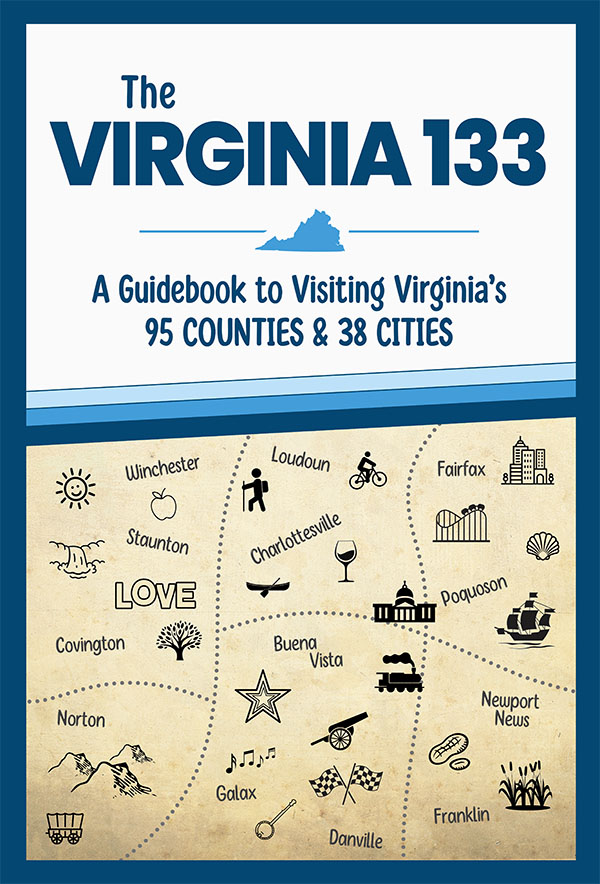 The
VIRGINIA 133
A Guidebook to Visiting Virginia's
95 COUNTIES & 38 CITIES
Winchester
Loudoun
Fairfax
Staunton
Charlottesville
LOVE
Poquoson
Covington
Buena
Vista
Norton
Newport
News
Galax
Franklin
Danville